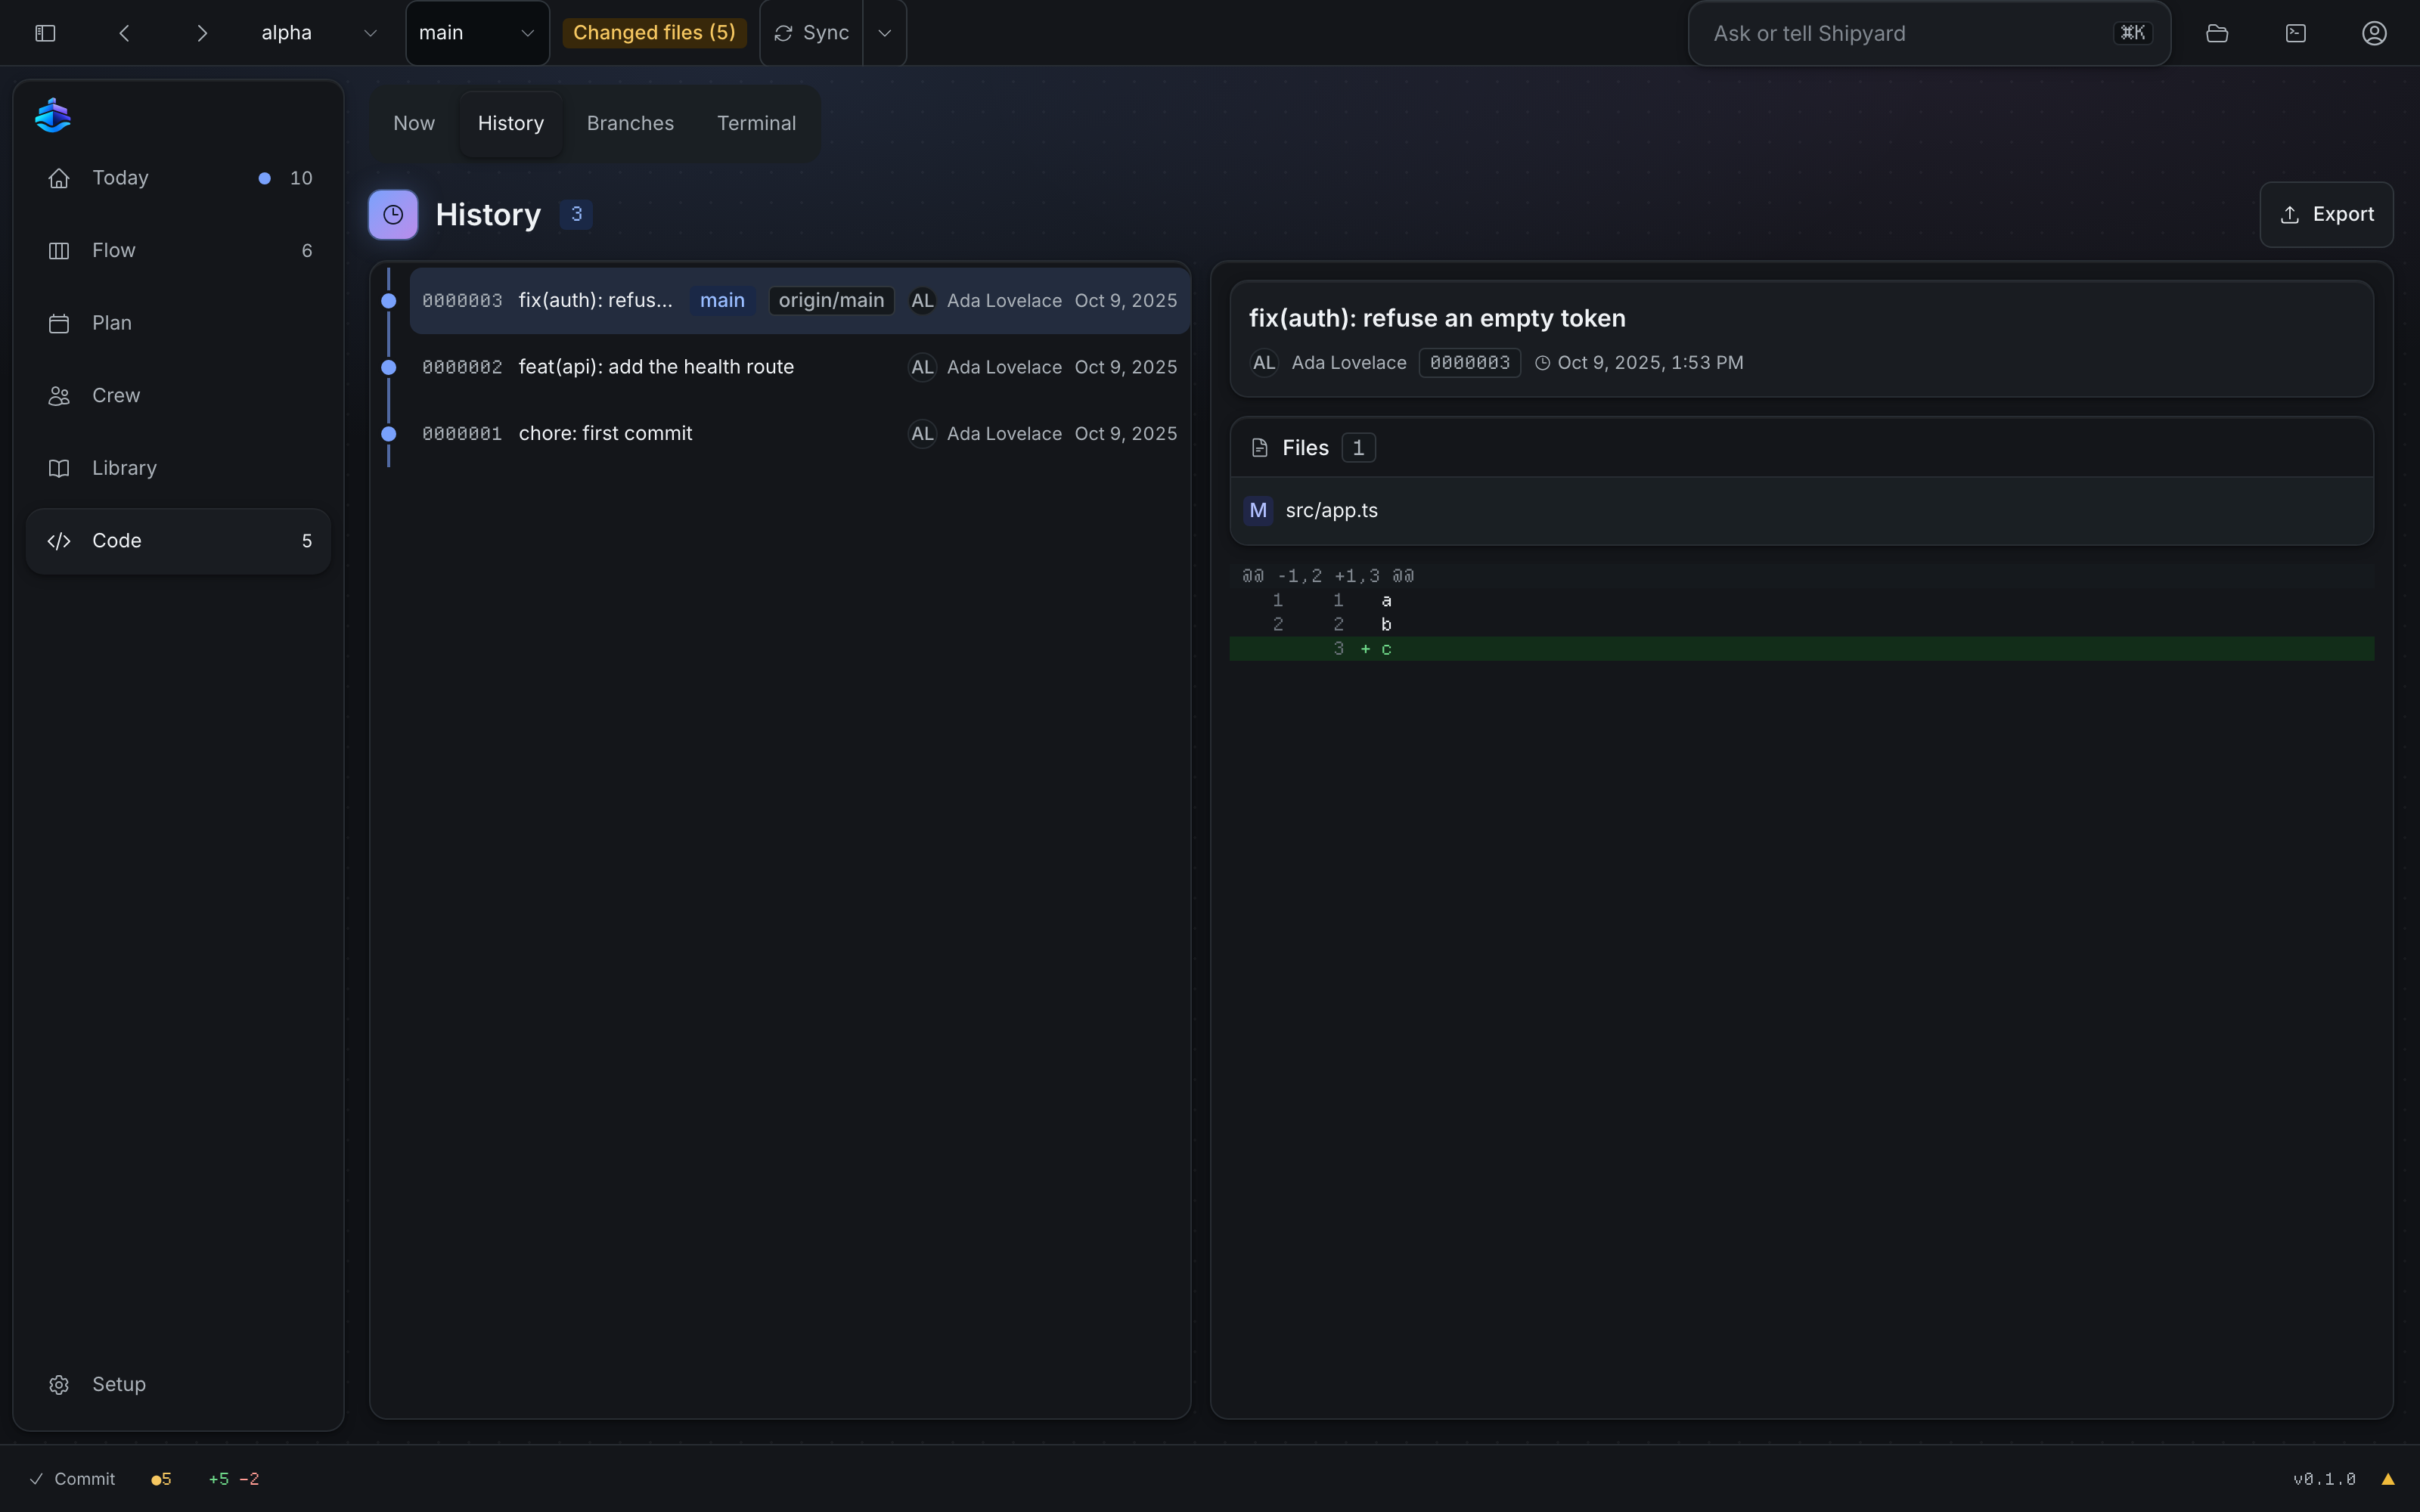 alpha
main
Changed files (5)
Sync
Ask or tell Shipyard
⌘K
Today 10
Flow 6
Plan
Crew
Library
Code 5
Setup
Now History Branches Terminal
History 3
Export
0000003 fix(auth): refus... main origin/main AL Ada Lovelace Oct 9, 2025
0000002 feat(api): add the health route AL Ada Lovelace Oct 9, 2025
0000001 chore: first commit AL Ada Lovelace Oct 9, 2025
fix(auth): refuse an empty token
AL Ada Lovelace 0000003 Oct 9, 2025, 1:53 PM
Files 1
M src/app.ts
@@ -1,2 +1,3 @@
1 1 a
2 2 b
3 + c
Commit 5 +5 -2
v0.1.0